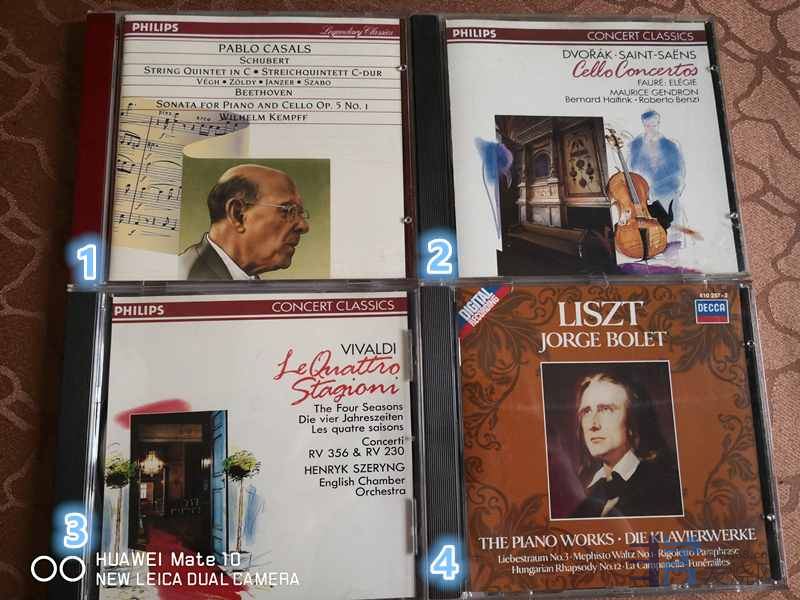 PHILIPS
Legendary Classics
PABLO CASALS
SCHUBERT
STRING QUINTET IN C • STREICHQUINTETT C-DUR
VÉGH • ZÖLDY • JANZER • SZABO
BEETHOVEN
SONATA FOR PIANO AND CELLO OP. 5 NO. 1
WILHELM KEMPFF
1
PHILIPS
CONCERT CLASSICS
DVOŘÁK · SAINT-SAËNS
Cello Concertos
FAURÉ: ELÉGIE
MAURICE GENDRON
Bernard Haitink · Roberto Benzi
2
PHILIPS
CONCERT CLASSICS
VIVALDI
Le Quattro
Stagioni
The Four Seasons
Die vier Jahreszeiten
Les quatre saisons
Concerti
RV 356 & RV 230
HENRYK SZERYNG
English Chamber
Orchestra
3
HUAWEI Mate 10
NEW LEICA DUAL CAMERA
DIGITAL
RECORDING
410 257-2
DECCA
LISZT
JORGE BOLET
THE PIANO WORKS · DIE KLAVIERWERKE
Liebestraum No.3 · Mephisto Waltz No.1 · Rigoletto Paraphrase
Hungarian Rhapsody No.12 · La Campanella · Funérailles
4